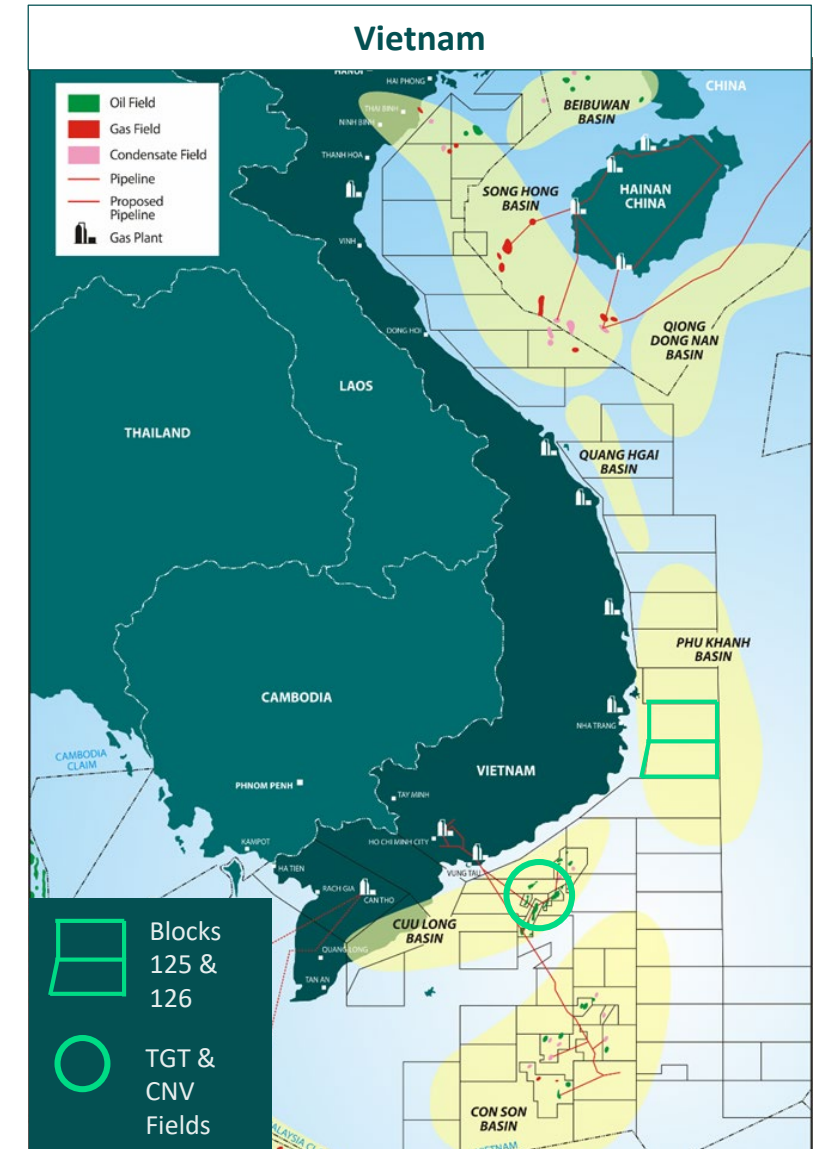 Vietnam
HANOI
HAI PHONG
CHINA
Oil Field
Gas Field
Condensate Field
Pipeline
Proposed
Pipeline
Gas Plant
THAI BINH
NINH BINH
THANH HOA
BEIBUWAN
BASIN
SONG HONG
BASIN
HAINAN
CHINA
VINH
DONG HOI
QIONG
DONG NAN
BASIN
LAOS
THAILAND
QUANG HGAI
BASIN
PHU KHANH
BASIN
CAMBODIA
NHA TRANG
CAMBODIA
CLAIM
VIETNAM
PHNOM PENH
TAY MINH
KAMPOT
HO CHI MINH CITY
HA TIEN
VUNG TAU
RACH GIA
CAN THO
CUU LONG
BASIN
QUANG LONG
TAN AN
Blocks
125 &
126
TGT &
CNV
Fields
CON SON
BASIN